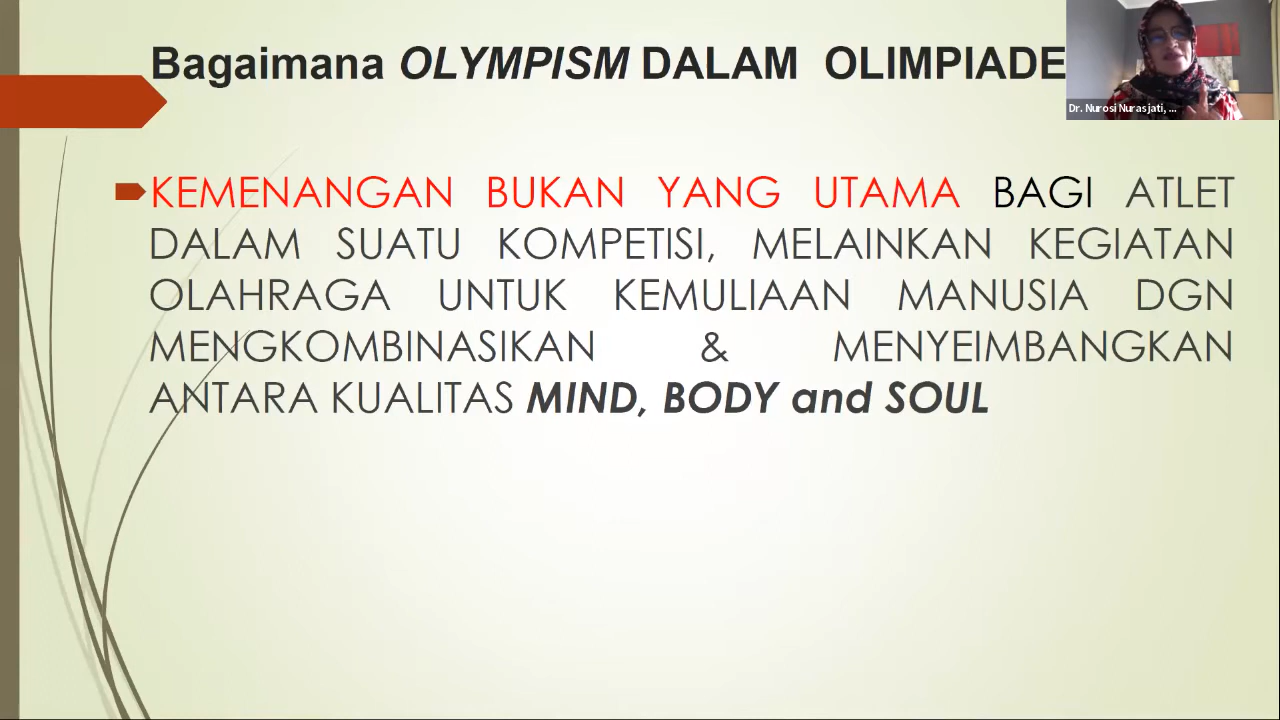 Bagaimana OLYMPISM DALAM OLIMPIADE
Dr. Nurosi Nurasjati, ...
KEMENANGAN BUKAN YANG UTAMA BAGI ATLET
DALAM SUATU KOMPETISI, MELAINKAN KEGIATAN
OLAHRAGA UNTUK KEMULIAAN MANUSIA DGN
MENGKOMBINASIKAN & MENYEIMBANGKAN
ANTARA KUALITAS MIND, BODY and SOUL